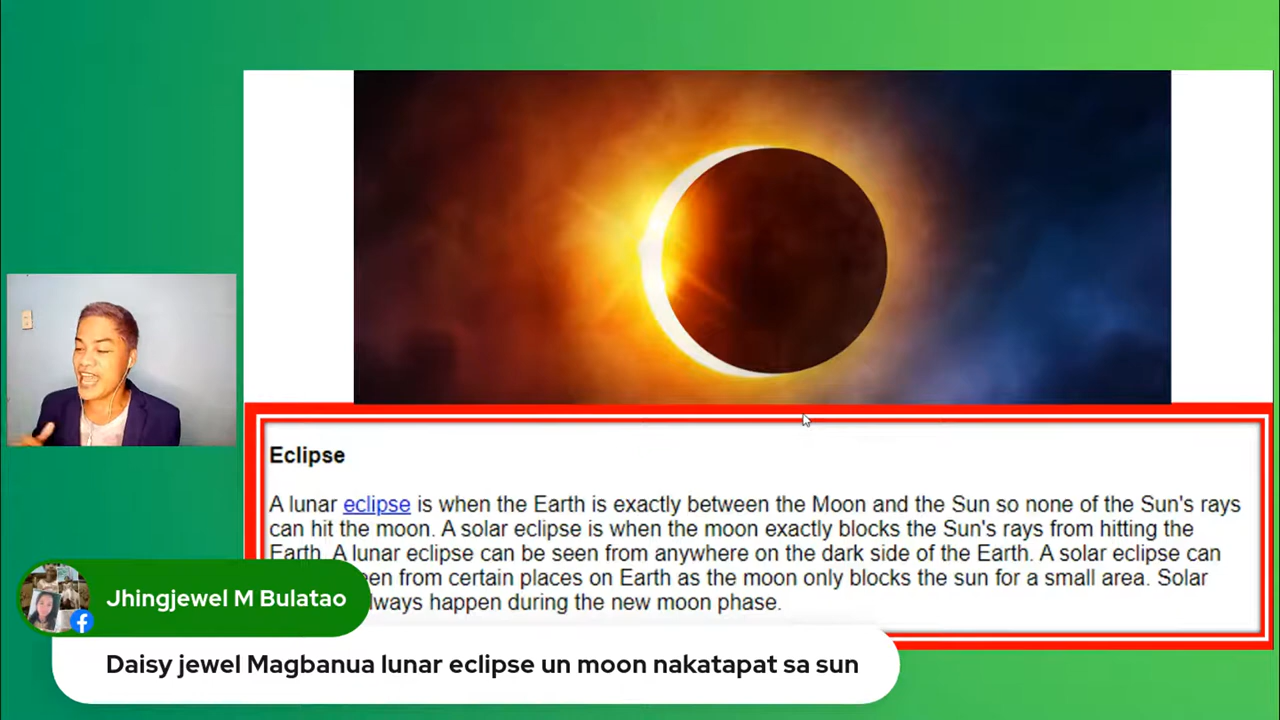 Eclipse
A lunar eclipse is when the Earth is exactly between the Moon and the Sun so none of the Sun's rays
can hit the moon. A solar eclipse is when the moon exactly blocks the Sun's rays from hitting the
Earth. A lunar eclipse can be seen from anywhere on the dark side of the Earth. A solar eclipse can
from certain places on Earth as the moon only blocks the sun for a small area. Solar
happen during the new moon phase.
Jhingjewel M Bulatao
Daisy jewel Magbanua lunar eclipse un moon nakatapat sa sun